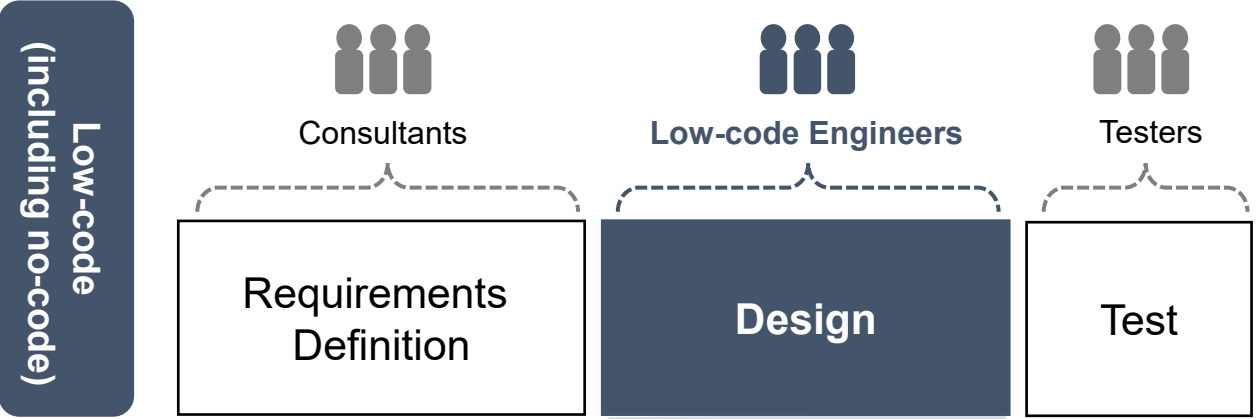 Low-code
(including no-code)
Consultants
Low-code Engineers
Testers
Requirements
Definition
Design
Test